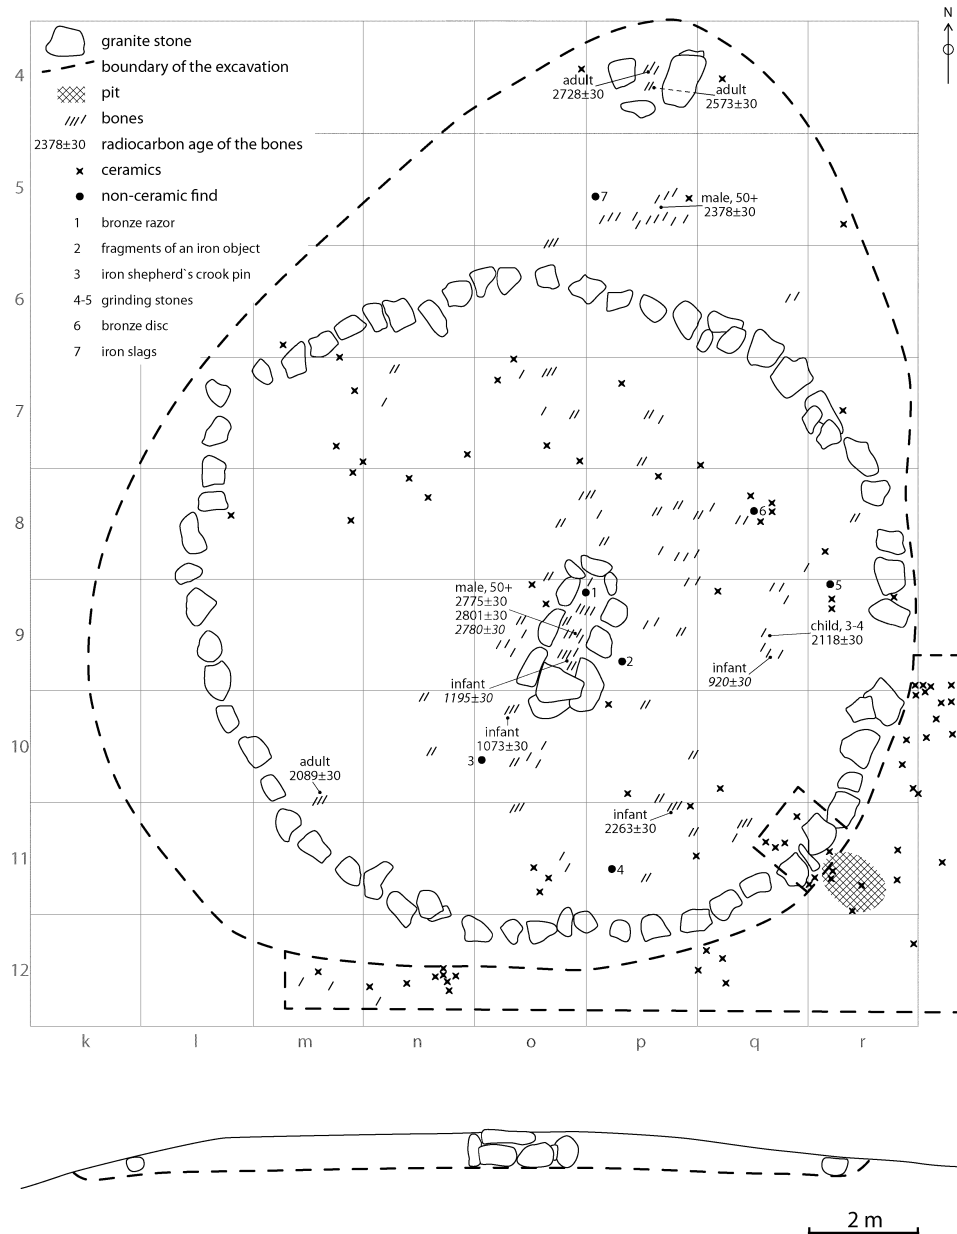 granite stone
boundary of the excavation
pit
bones
2378±30 radiocarbon age of the bones
ceramics
non-ceramic find
1 bronze razor
2 fragments of an iron object
3 iron shepherd`s crook pin
4-5 grinding stones
6 bronze disc
7 iron slags
N
4
5
6
7
8
9
10
11
12
adult
2728±30
adult
2573±30
7
male, 50+
2378±30
6
5
male, 50+
2775±30
2801±30
2780±30
1
child, 3-4
2118±30
2
infant
920±30
infant
1195±30
infant
1073±30
3
adult
2089±30
infant
2263±30
4
k l m n o p q r
2 m